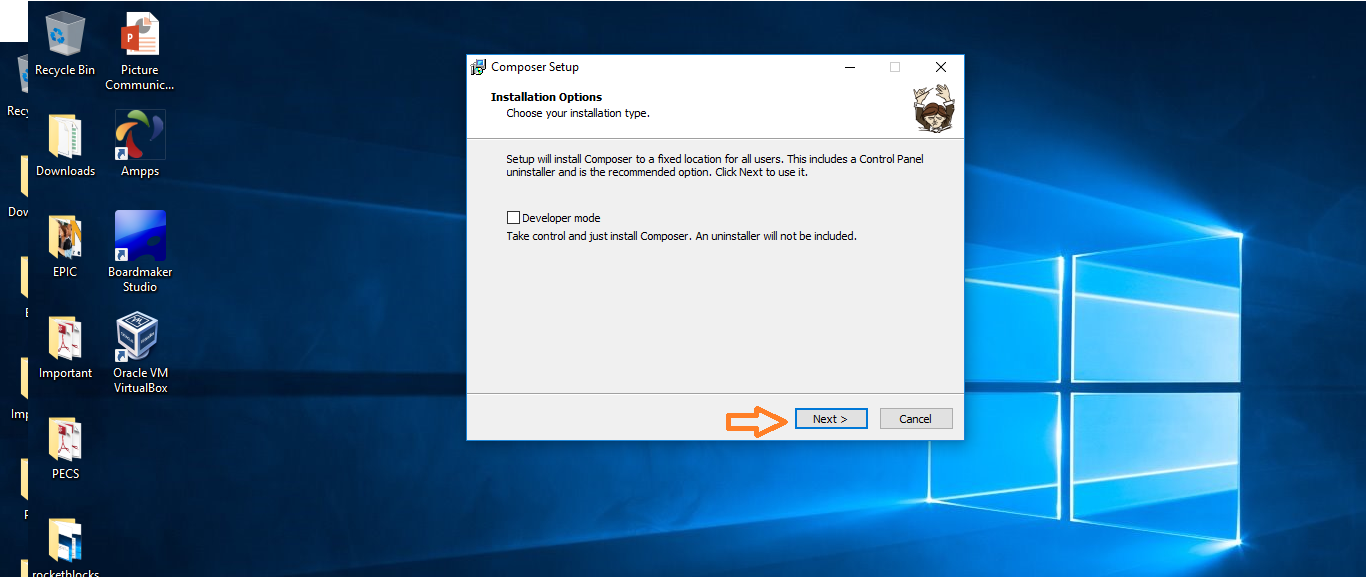 Recycle Bin
Picture
Communic...
Downloads
Ampps
EPIC
Boardmaker
Studio
Important
Oracle VM
VirtualBox
PECS
rocketblocks
Composer Setup
Installation Options
Choose your installation type.
Setup will install Composer to a fixed location for all users. This includes a Control Panel
uninstaller and is the recommended option. Click Next to use it.
Developer mode
Take control and just install Composer. An uninstaller will not be included.
Next >
Cancel